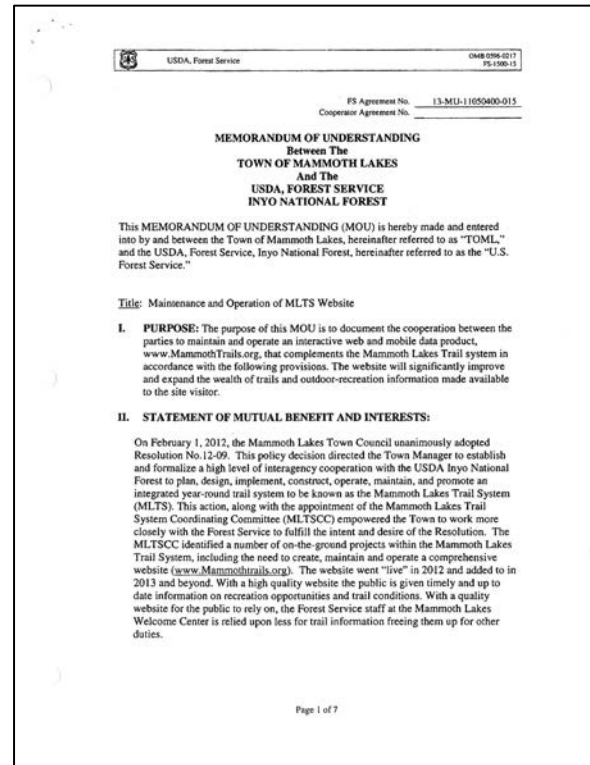 USDA, Forest Service
OMB 0596-0217
FS-1500-15
FS Agreement No. 13-MU-11050400-015
Cooperator Agreement No.
MEMORANDUM OF UNDERSTANDING
Between The
TOWN OF MAMMOTH LAKES
And The
USDA, FOREST SERVICE
INYO NATIONAL FOREST
This MEMORANDUM OF UNDERSTANDING (MOU) is hereby made and entered
into by and between the Town of Mammoth Lakes, hereinafter referred to as “TOML,”
and the USDA, Forest Service, Inyo National Forest, hereinafter referred to as the “U.S.
Forest Service.”
Title: Maintenance and Operation of MLTS Website
I. PURPOSE: The purpose of this MOU is to document the cooperation between the
parties to maintain and operate an interactive web and mobile data product,
www.MammothTrails.org, that complements the Mammoth Lakes Trail system in
accordance with the following provisions. The website will significantly improve
and expand the wealth of trails and outdoor-recreation information made available
to the site visitor.
II. STATEMENT OF MUTUAL BENEFIT AND INTERESTS:
On February 1, 2012, the Mammoth Lakes Town Council unanimously adopted
Resolution No.12-09. This policy decision directed the Town Manager to establish
and formalize a high level of interagency cooperation with the USDA Inyo National
Forest to plan, design, implement, construct, operate, maintain, and promote an
integrated year-round trail system to be known as the Mammoth Lakes Trail System
(MLTS). This action, along with the appointment of the Mammoth Lakes Trail
System Coordinating Committee (MLTSCC) empowered the Town to work more
closely with the Forest Service to fulfill the intent and desire of the Resolution. The
MLTSCC identified a number of on-the-ground projects within the Mammoth Lakes
Trail System, including the need to create, maintain and operate a comprehensive
website (www.Mammothtrails.org). The website went “live” in 2012 and added to in
2013 and beyond. With a high quality website the public is given timely and up to
date information on recreation opportunities and trail conditions. With a quality
website for the public to rely on, the Forest Service staff at the Mammoth Lakes
Welcome Center is relied upon less for trail information freeing them up for other
duties.
Page 1 of 7